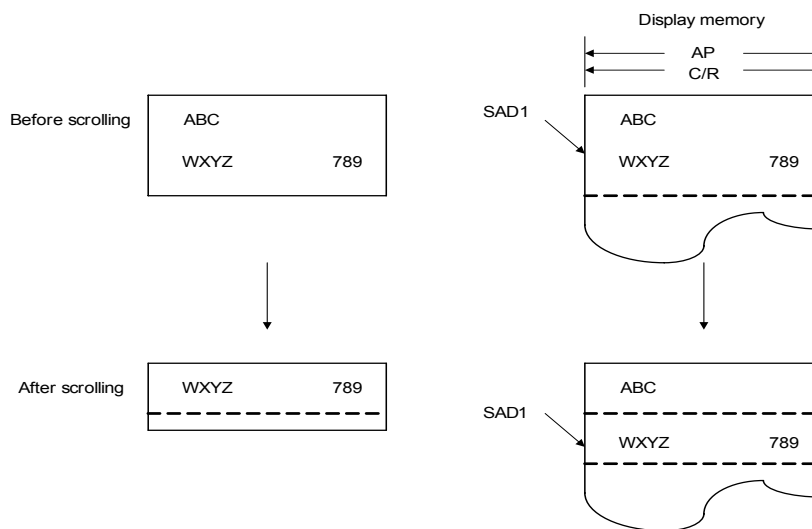 Display memory
AP
C/R
Before scrolling
ABC
WXYZ 789
SAD1
ABC
WXYZ 789
After scrolling
WXYZ 789
SAD1
ABC
WXYZ 789